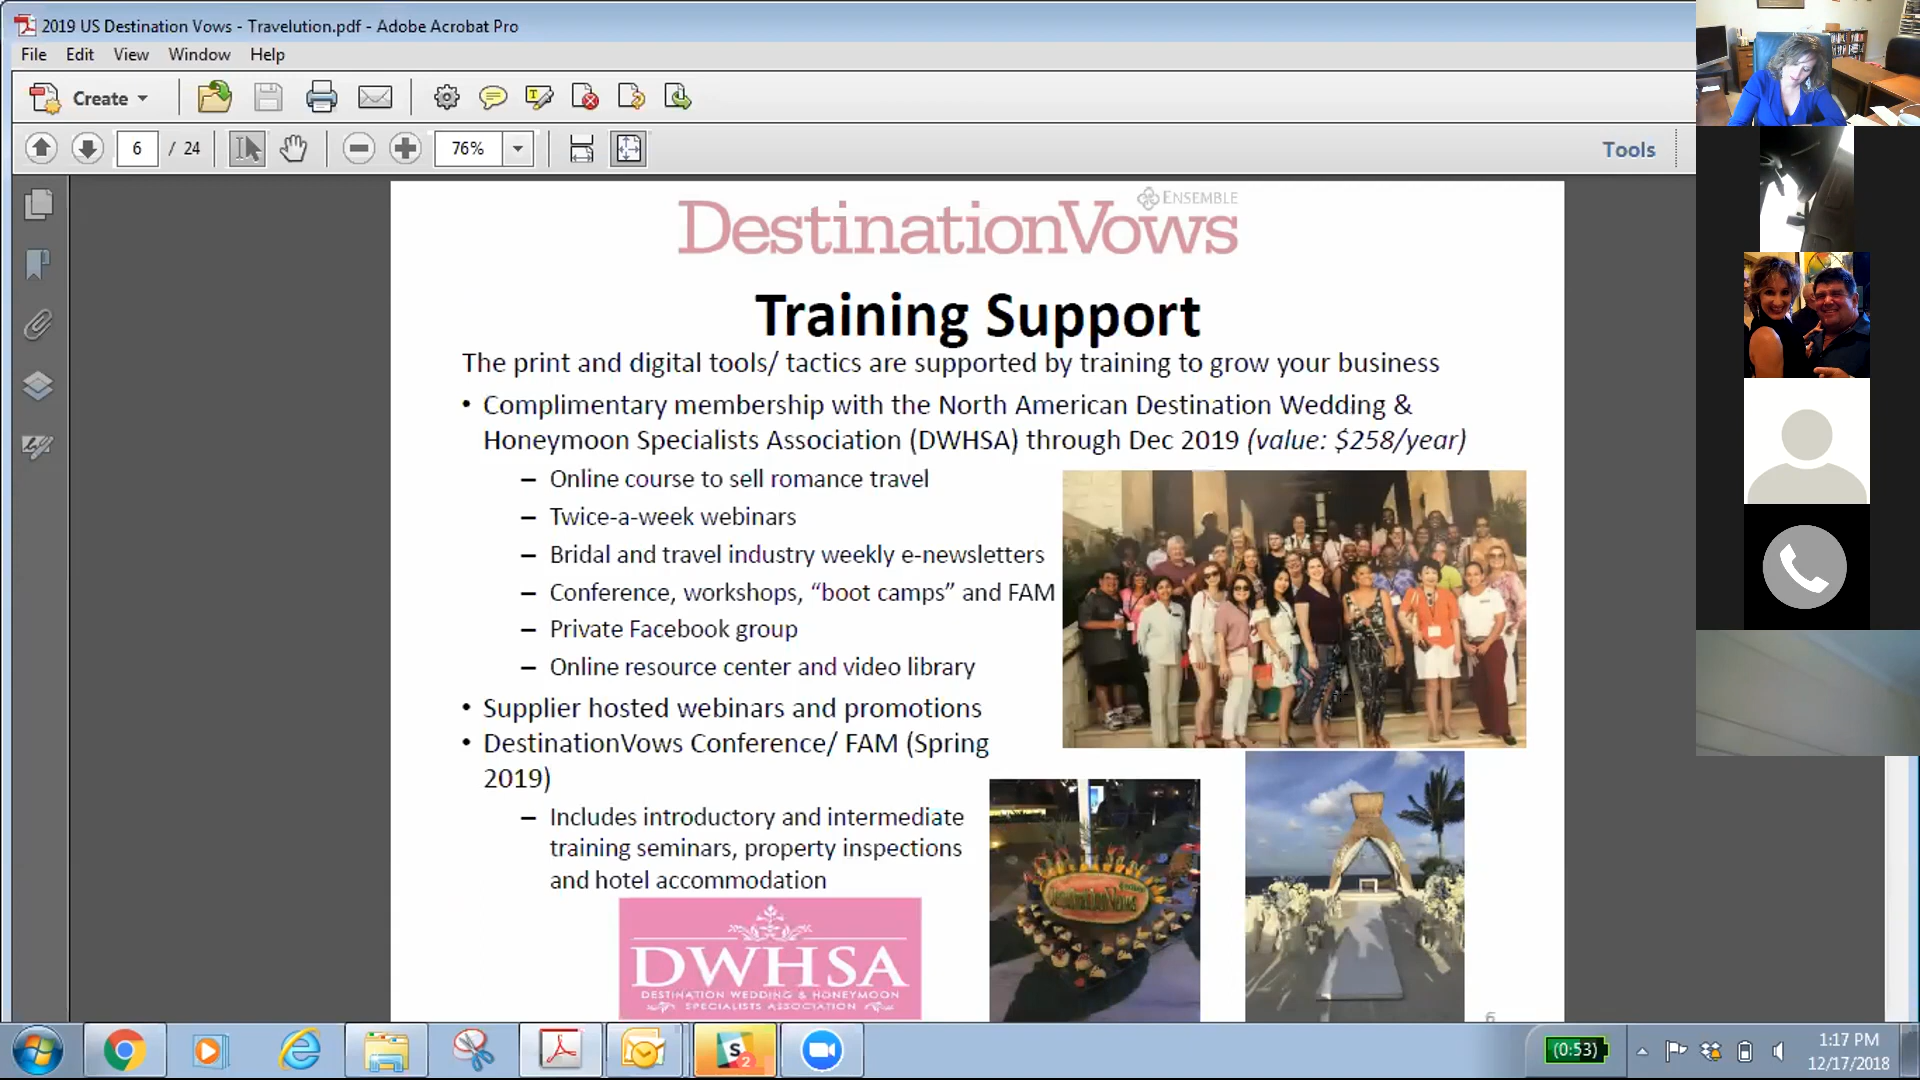 2019 US Destination Vows - Travelution.pdf - Adobe Acrobat Pro
File Edit View Window Help
Create
6 / 24
76%
Tools
ENSEMBLE
DestinationVows
Training Support
The print and digital tools/ tactics are supported by training to grow your business
• Complimentary membership with the North American Destination Wedding &
Honeymoon Specialists Association (DWHSA) through Dec 2019 (value: $258/year)
– Online course to sell romance travel
– Twice-a-week webinars
– Bridal and travel industry weekly e-newsletters
– Conference, workshops, “boot camps” and FAM
– Private Facebook group
– Online resource center and video library
• Supplier hosted webinars and promotions
• DestinationVows Conference/ FAM (Spring
2019)
– Includes introductory and intermediate
training seminars, property inspections
and hotel accommodation
DestinationVows
DWHSA
DESTINATION WEDDING & HONEYMOON
SPECIALISTS ASSOCIATION
6
S
2
(0:53)
1:17 PM
12/17/2018